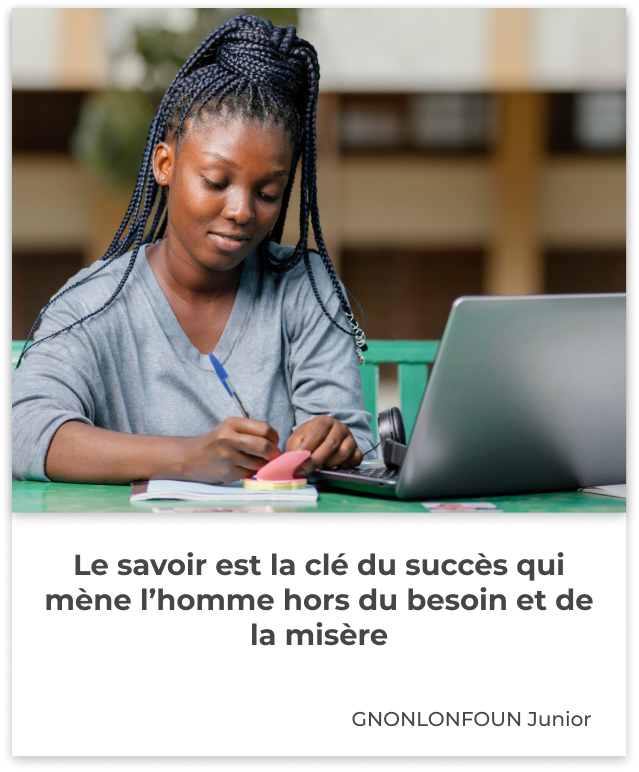 Le savoir est la clé du succès qui
mène l’homme hors du besoin et de
la misère
GNONLONFOUN Junior